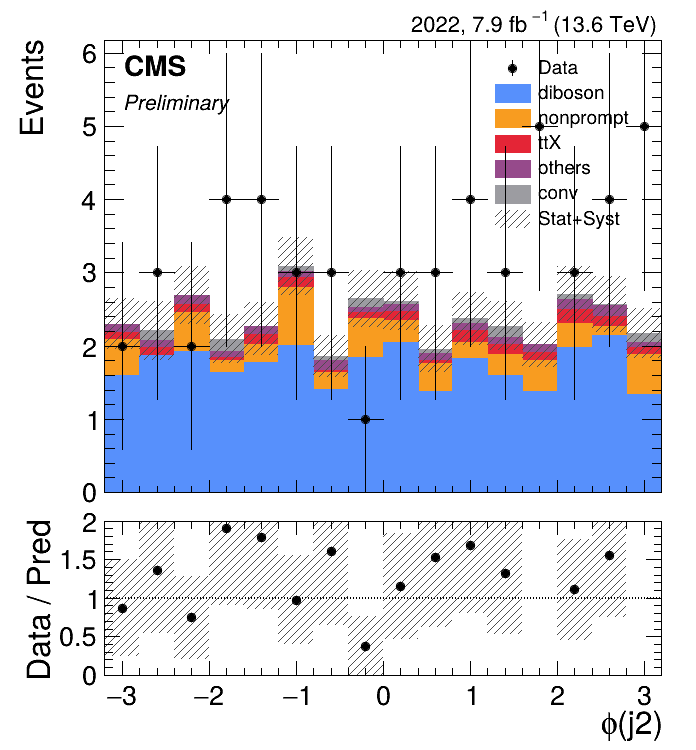 2022, 7.9 fb⁻¹ (13.6 TeV)
Events
6
5
4
3
2
1
0
CMS
Preliminary
Data
diboson
nonprompt
ttX
others
conv
Stat+Syst
Data / Pred
2
1.5
1
0.5
0
−3 −2 −1 0 1 2 3
ϕ(j2)